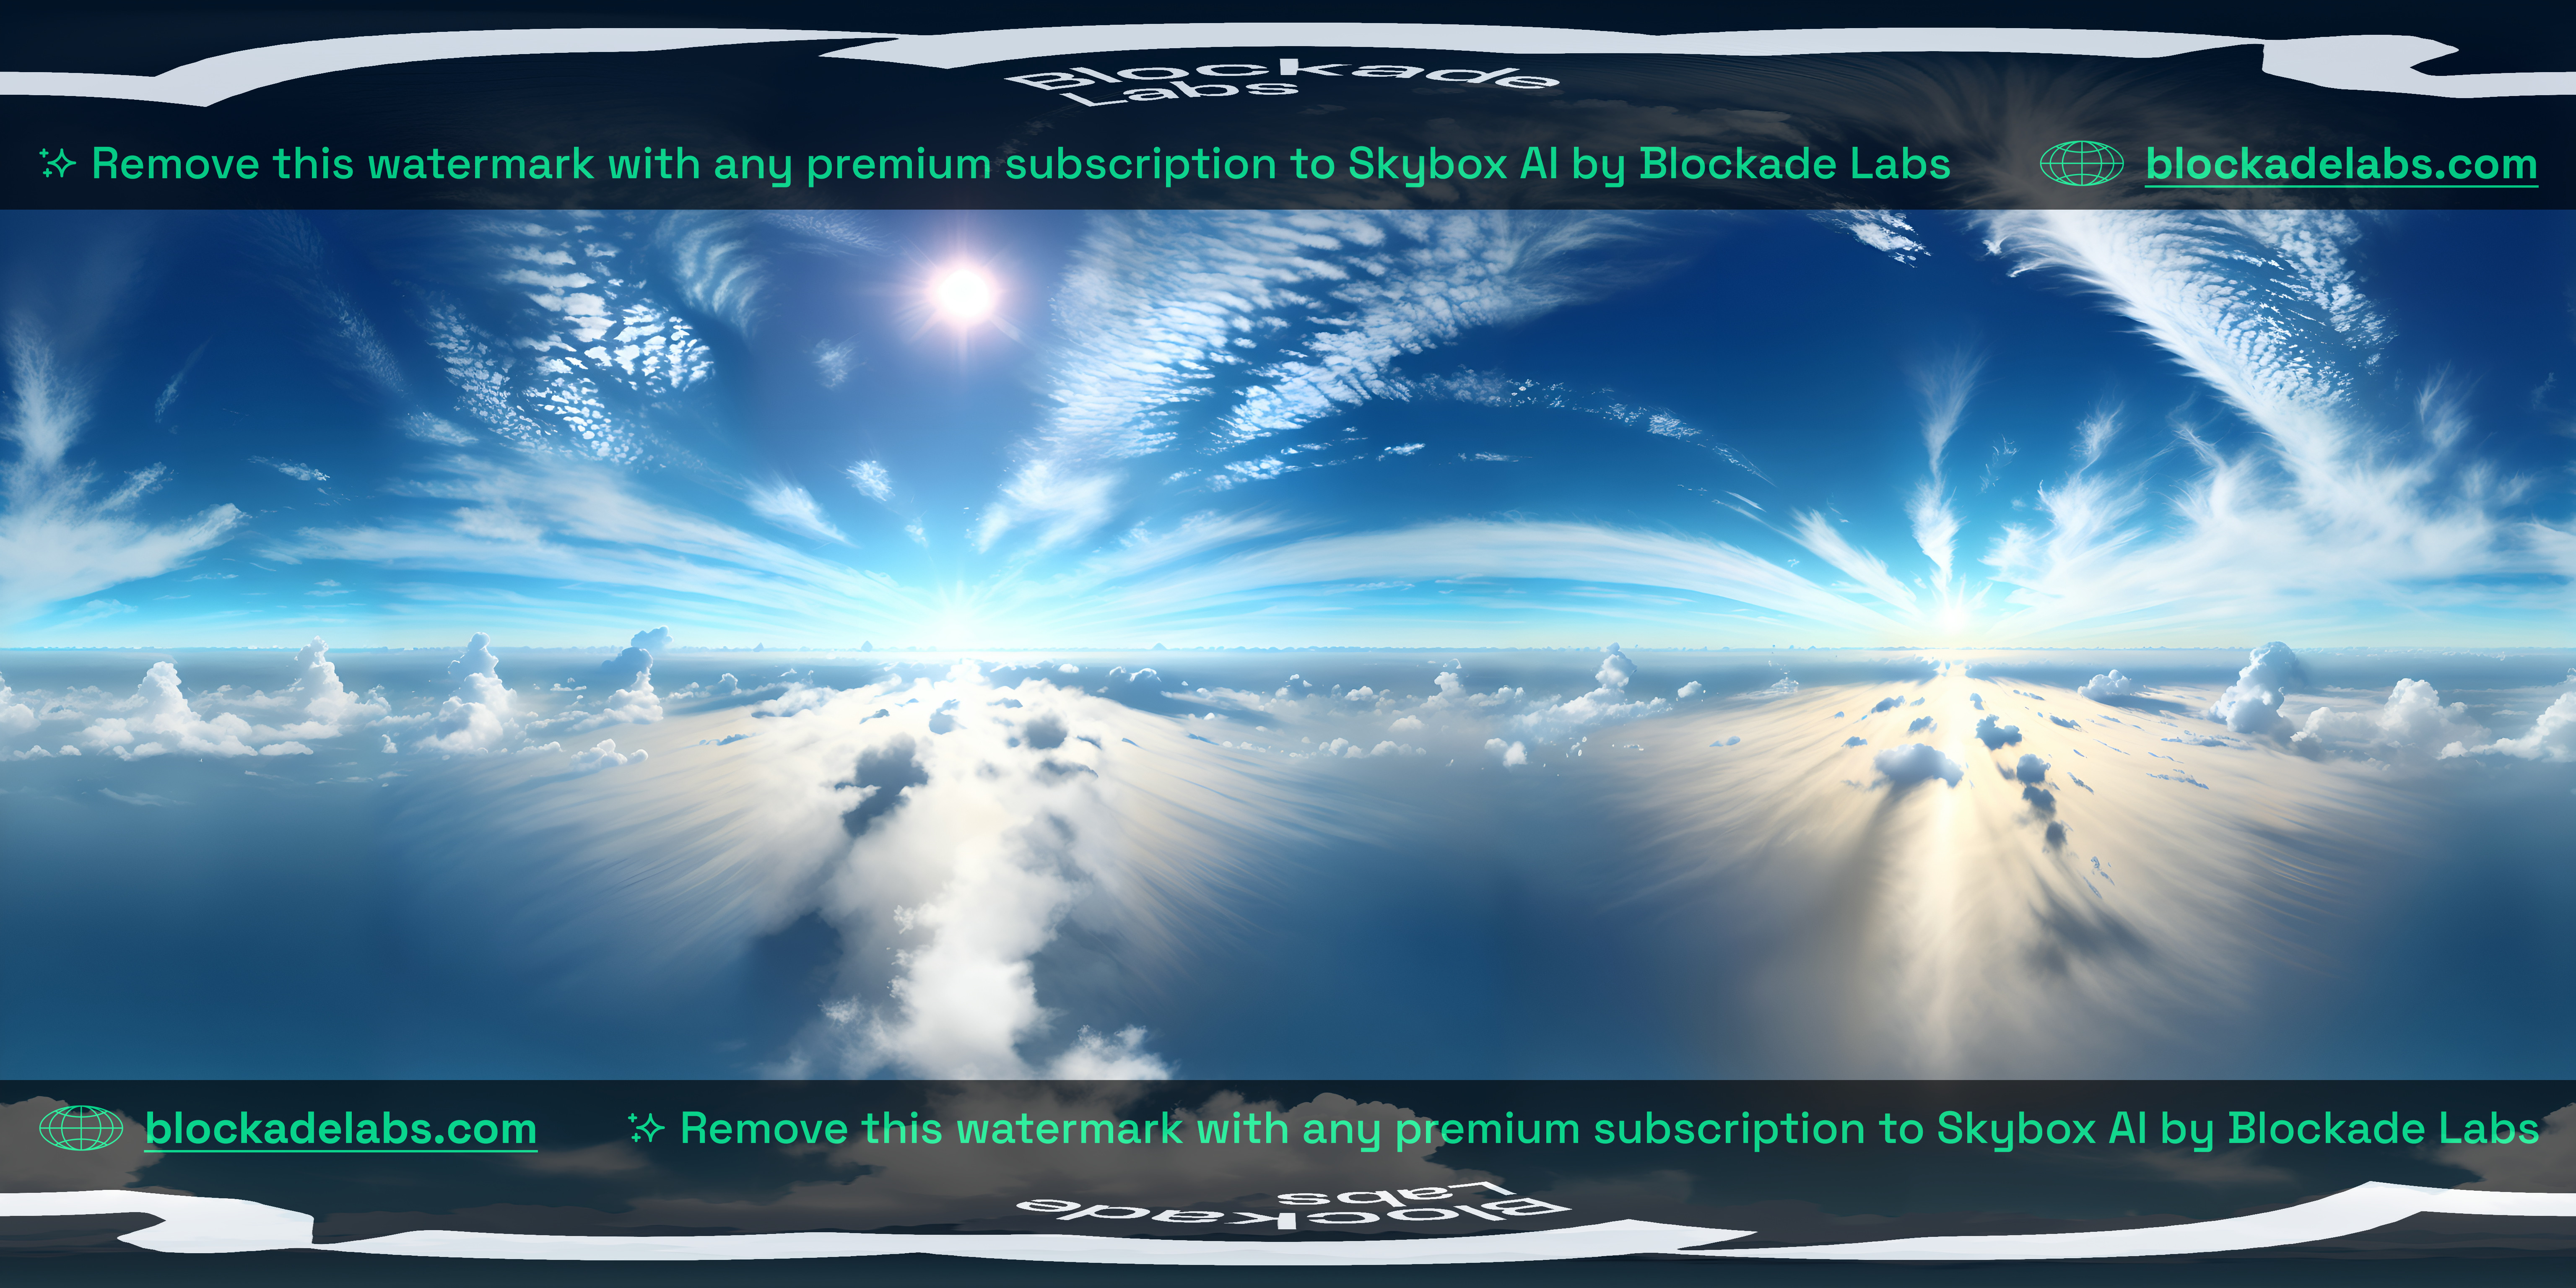 Blockade
Labs
Remove this watermark with any premium subscription to Skybox AI by Blockade Labs
blockadelabs.com
blockadelabs.com
Remove this watermark with any premium subscription to Skybox AI by Blockade Labs
Labs
Blockade